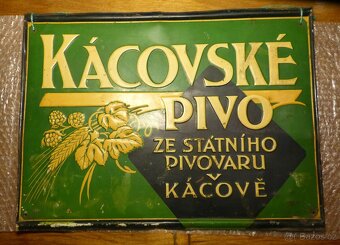 KÁCOVSKÉ
PIVO
ZE STÁTNÍHO
PIVOVARU
V
KÁCOVĚ